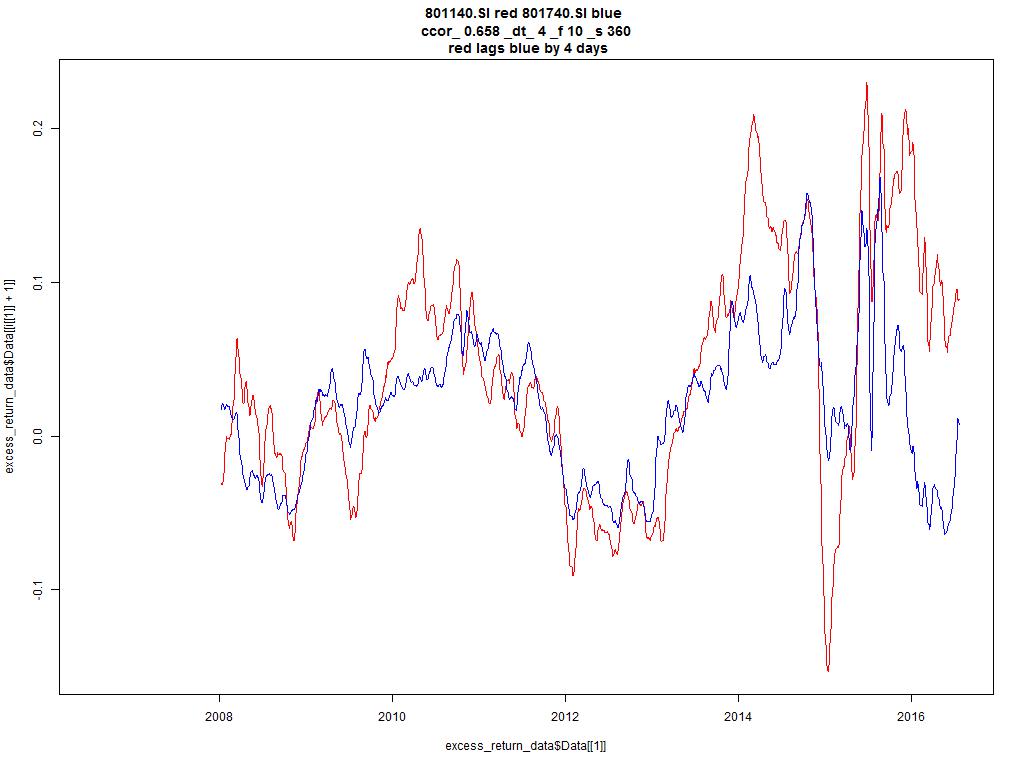 801140.SI red 801740.SI blue
ccor_ 0.658 _dt_ 4 _f 10 _s 360
red lags blue by 4 days
0.2
0.1
0.0
-0.1
excess_return_data$Data[[i[[1]] + 1]]
2008 2010 2012 2014 2016
excess_return_data$Data[[1]]